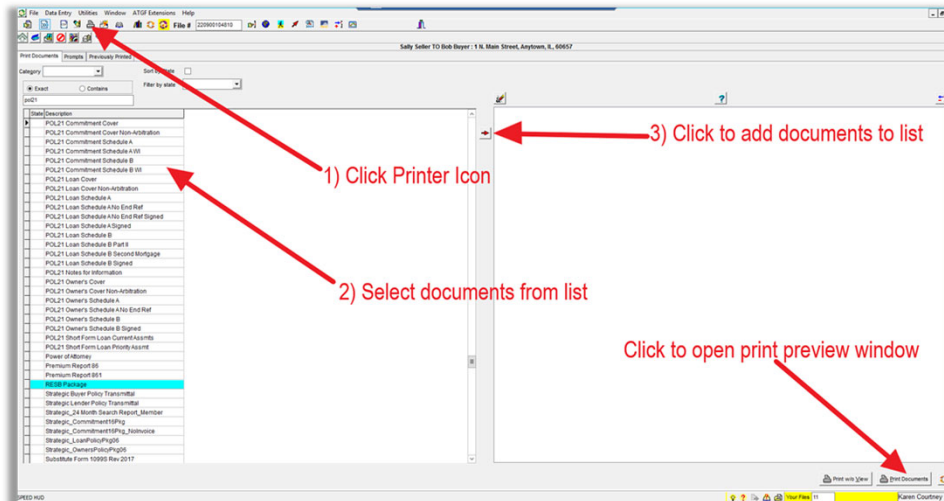 File Data Entry Utilities Window ATGF Extensions Help
File # 220900104810
Sally Seller TO Bob Buyer : 1 N. Main Street, Anytown, IL, 60657
Print Documents Prompts Previously Printed
Category Sort by state
Exact Contains Filter by state
pol21
State Description
POL21 Commitment Cover
POL21 Commitment Cover Non-Arbitration
POL21 Commitment Schedule A
POL21 Commitment Schedule A WI
POL21 Commitment Schedule B
POL21 Commitment Schedule B WI
POL21 Loan Cover
POL21 Loan Cover Non-Arbitration
POL21 Loan Schedule A
POL21 Loan Schedule A No End Ref
POL21 Loan Schedule A No End Ref Signed
POL21 Loan Schedule A Signed
POL21 Loan Schedule B
POL21 Loan Schedule B Part II
POL21 Loan Schedule B Second Mortgage
POL21 Loan Schedule B Signed
POL21 Notes for Information
POL21 Owner's Cover
POL21 Owner's Cover Non-Arbitration
POL21 Owner's Schedule A
POL21 Owner's Schedule A No End Ref
POL21 Owner's Schedule B
POL21 Owner's Schedule B Signed
POL21 Short Form Loan Current Assmts
POL21 Short Form Loan Priority Assmt
Power of Attorney
Premium Report 86
Premium Report 861
RESB Package
Strategic Buyer Policy Transmittal
Strategic Lender Policy Transmittal
Strategic_24 Month Search Report_Member
Strategic_Commitment16Pkg
Strategic_Commitment16Pkg_NoInvoice
Strategic_LoanPolicyPkg06
Strategic_OwnersPolicyPkg06
Substitute Form 1099S Rev 2017
1) Click Printer Icon
2) Select documents from list
3) Click to add documents to list
Click to open print preview window
Print w/o View Print Documents
SPEED HUD Your Files 11 Karen Courtney